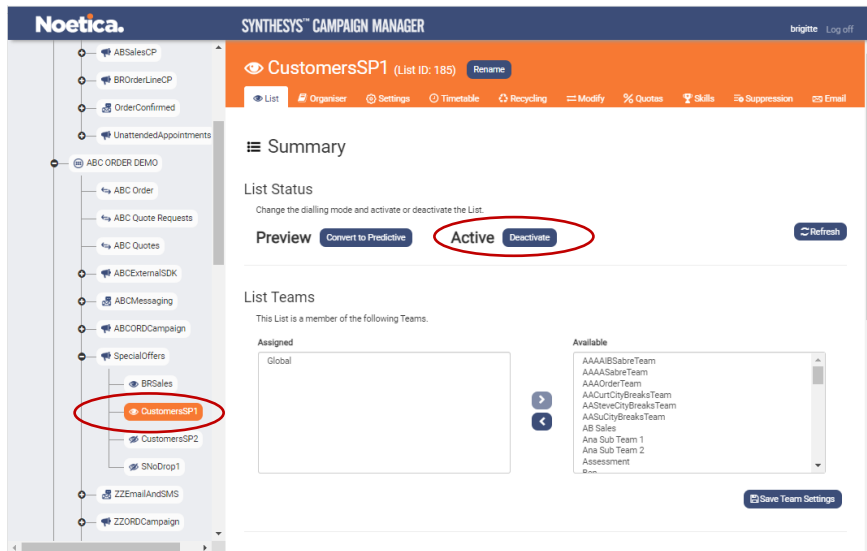 Noetica.
SYNTHESYS™ CAMPAIGN MANAGER
brigitte Log off
ABSalesCP
BROrderLineCP
OrderConfirmed
UnattendedAppointments
ABC ORDER DEMO
ABC Order
ABC Quote Requests
ABC Quotes
ABCExternalSDK
ABCMessaging
ABCORDCampaign
SpecialOffers
BRSales
CustomersSP1
CustomersSP2
SNoDrop1
ZZEmailAndSMS
ZZORDCampaign
CustomersSP1 (List ID: 185) Rename
List Organiser Settings Timetable Recycling Modify Quotas Skills Suppression Email
Summary
List Status
Change the dialling mode and activate or deactivate the List.
Preview Convert to Predictive Active Deactivate Refresh
List Teams
This List is a member of the following Teams.
Assigned Available
Global
AAAAIBSabreTeam
AAAASabreTeam
AAAOrderTeam
AACurtCityBreaksTeam
AASteveCityBreaksTeam
AASuCityBreaksTeam
AB Sales
Ana Sub Team 1
Ana Sub Team 2
Assessment
Save Team Settings